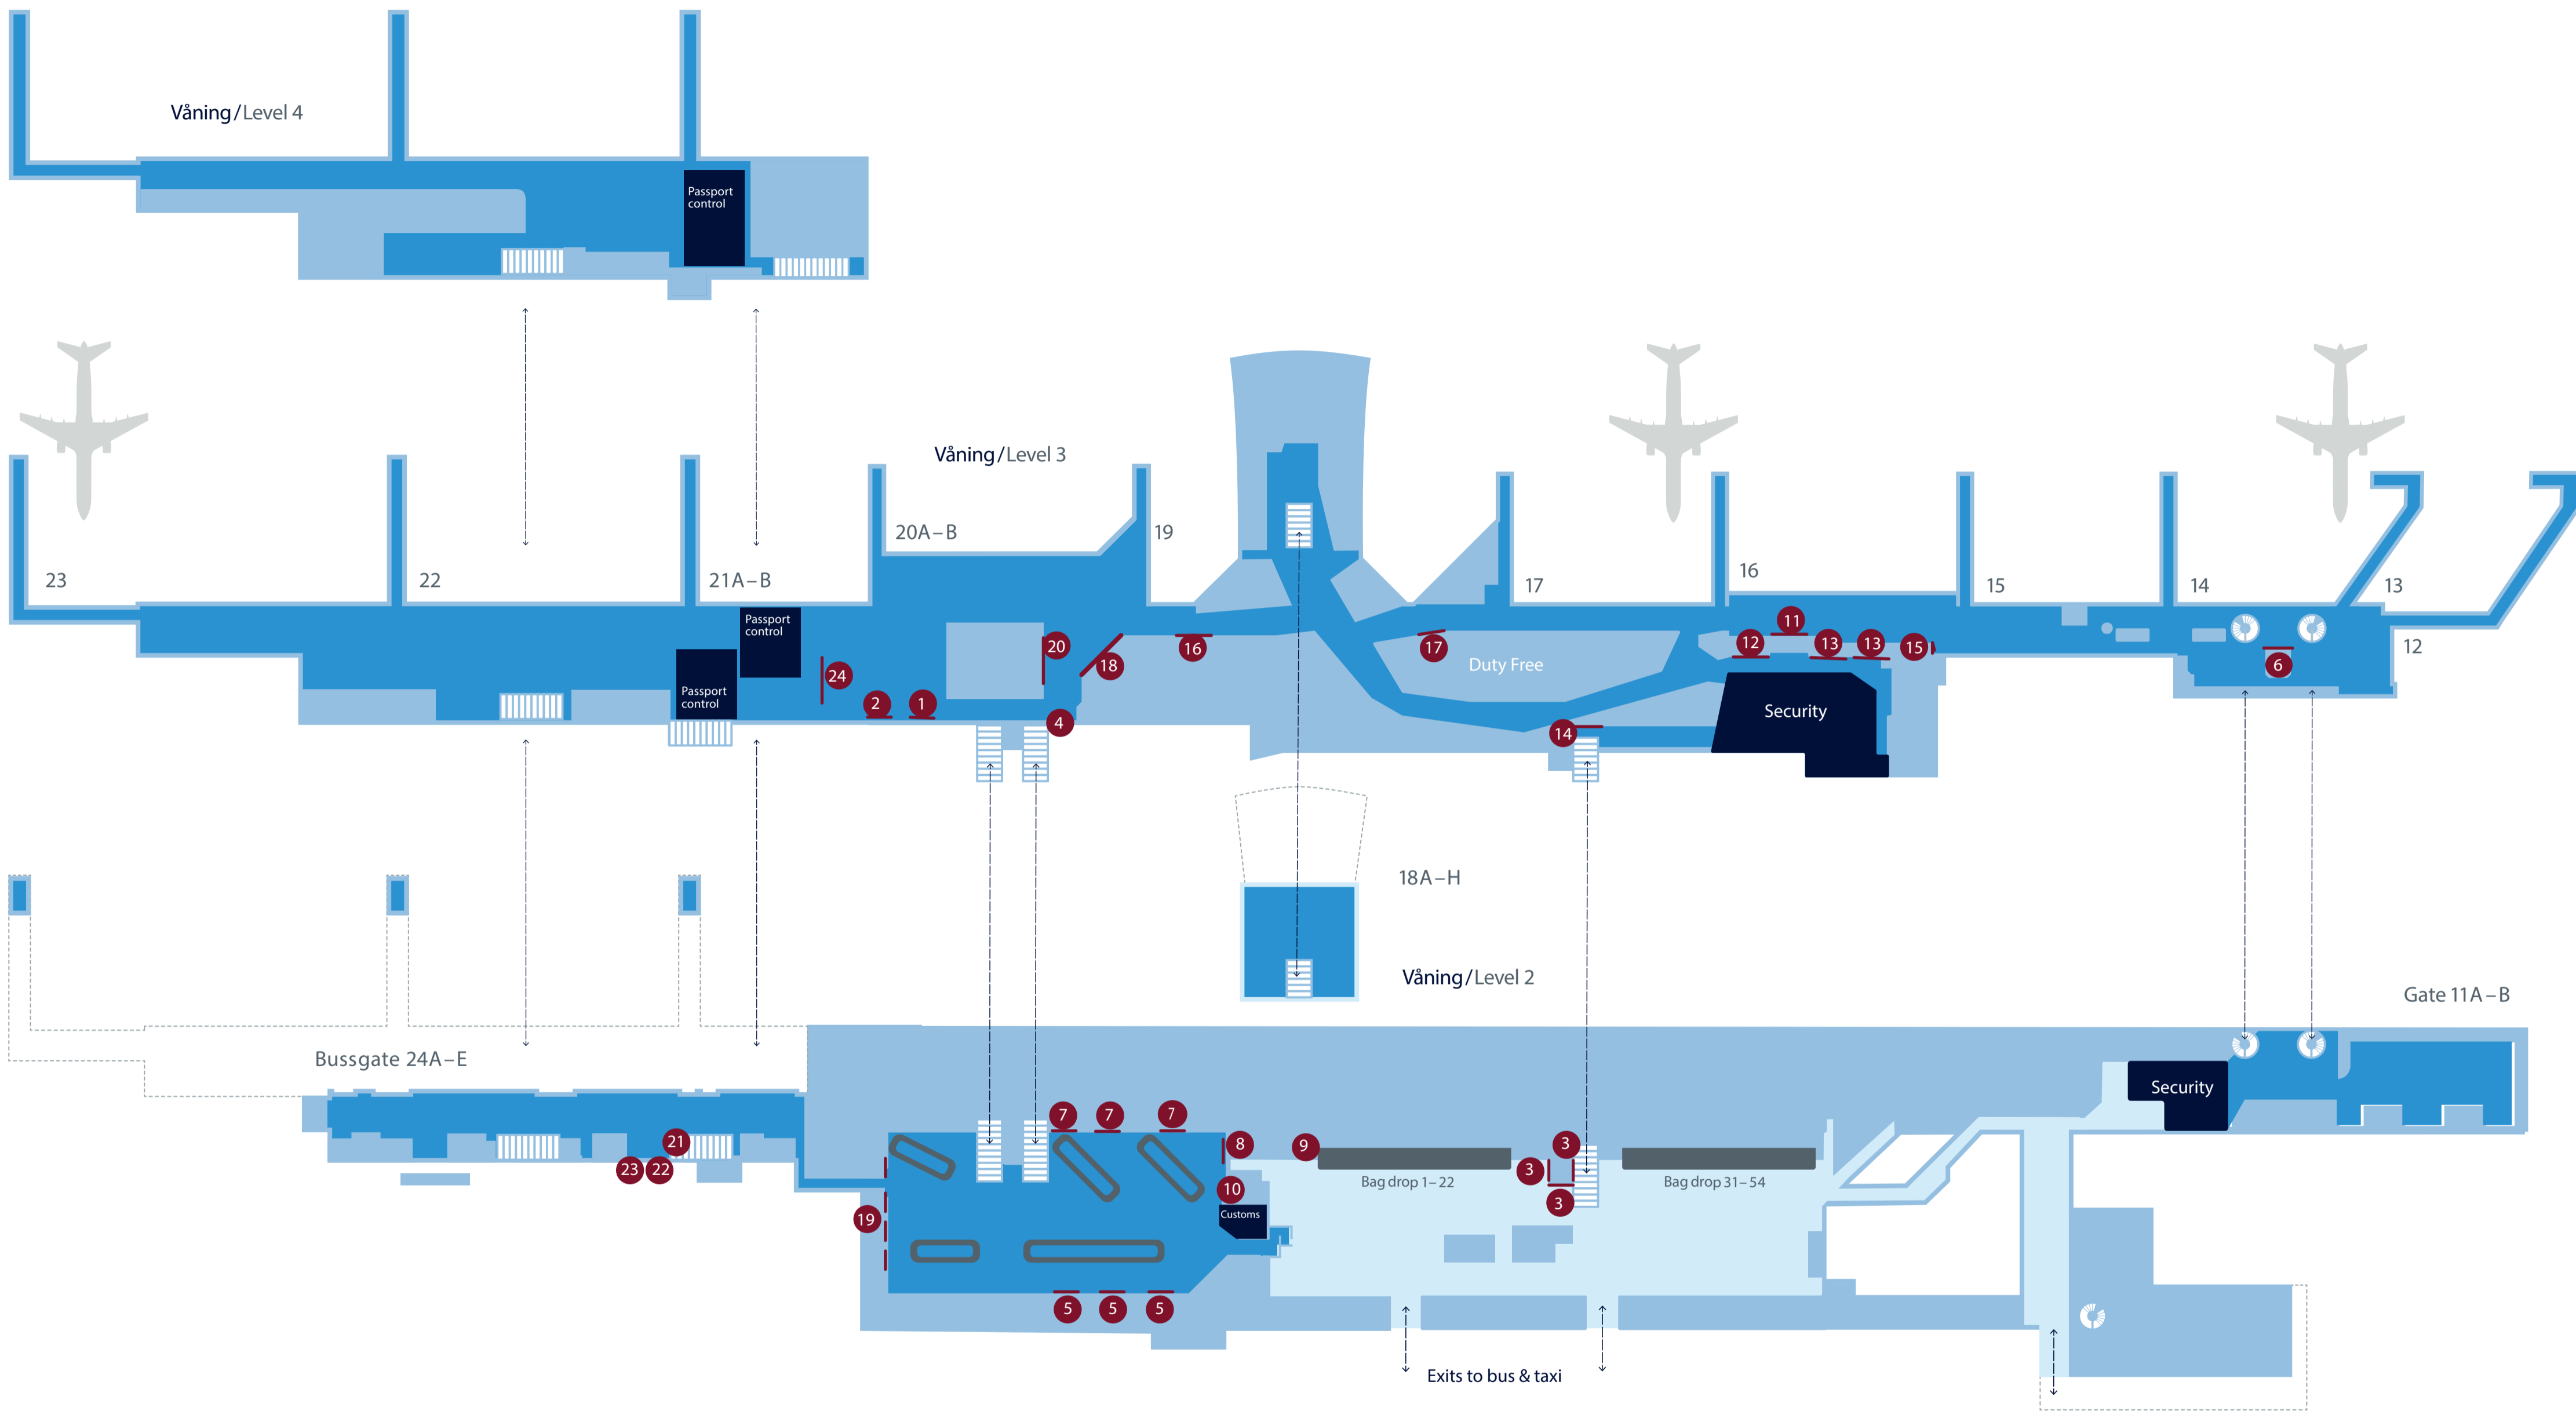 Våning/Level 4
Passport
control
Våning/Level 3
20A–B
19
23
22
21A–B
17
16
15
14
13
12
Passport
control
Passport
control
24
2
1
20
18
4
16
17
Duty Free
11
12
13
13
15
6
14
Security
18A–H
Våning/Level 2
Gate 11A–B
Bussgate 24A–E
Security
21
23
22
7
7
7
8
9
3
3
3
10
Bag drop 1–22
Bag drop 31–54
Customs
19
5
5
5
Exits to bus & taxi